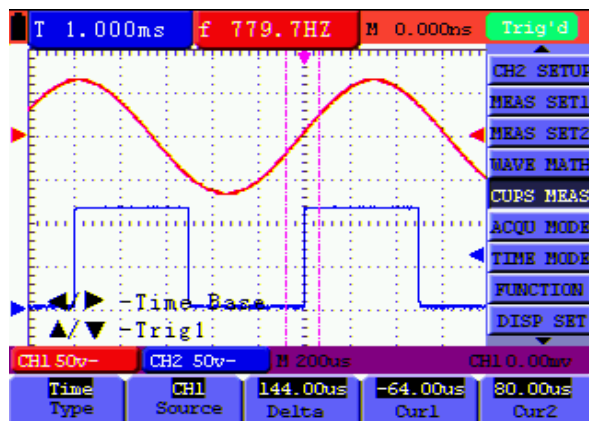 T 1.000ms f 779.7HZ M 0.000ns Trig'd
CH2 SETUP
MEAS SET1
MEAS SET2
WAVE MATH
CUPS MEAS
ACQU MODE
TIME MODE
FUNCTION
DISP SET
-Time Base
-Trig1
CH1 50v- CH2 50v- M 200us CH1 0.00mv
Time CH1 144.00us -64.00us 80.00us
Type Source Delta Cur1 Cur2